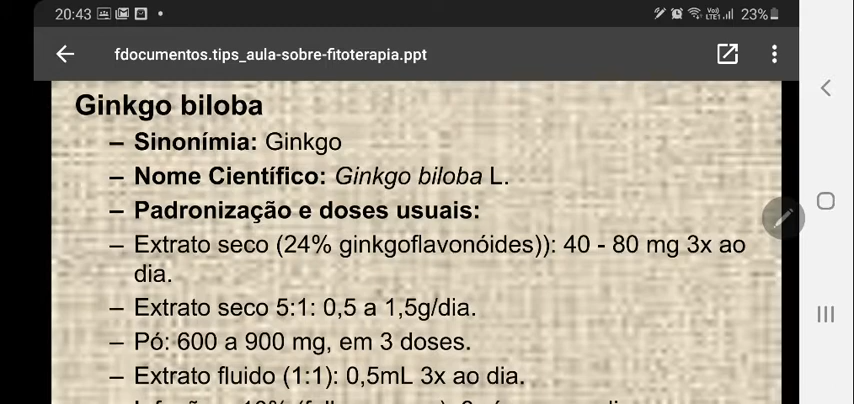 20:43
VoD
LTE1
23%
fdocumentos.tips_aula-sobre-fitoterapia.ppt
Ginkgo biloba
– Sinonímia: Ginkgo
– Nome Científico: Ginkgo biloba L.
– Padronização e doses usuais:
– Extrato seco (24% ginkgoflavonóides)): 40 - 80 mg 3x ao
dia.
– Extrato seco 5:1: 0,5 a 1,5g/dia.
– Pó: 600 a 900 mg, em 3 doses.
– Extrato fluido (1:1): 0,5mL 3x ao dia.